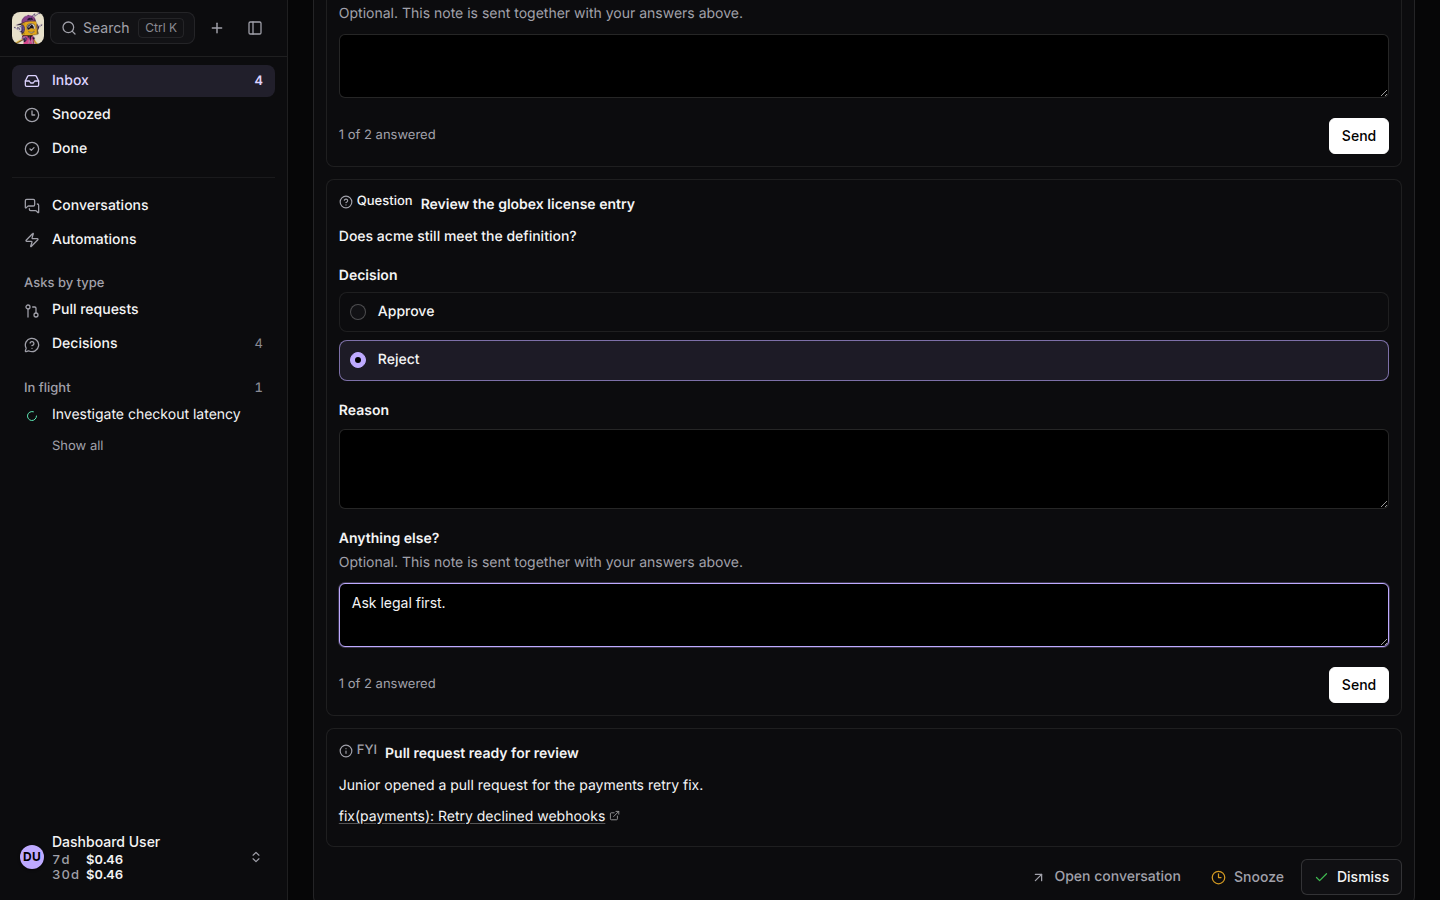 Search Ctrl K
Inbox 4
Snoozed
Done
Conversations
Automations
Asks by type
Pull requests
Decisions 4
In flight 1
Investigate checkout latency
Show all
DU Dashboard User
7d $0.46
30d $0.46
Optional. This note is sent together with your answers above.
1 of 2 answered
Send
Question Review the globex license entry
Does acme still meet the definition?
Decision
Approve
Reject
Reason
Anything else?
Optional. This note is sent together with your answers above.
Ask legal first.
1 of 2 answered
Send
FYI Pull request ready for review
Junior opened a pull request for the payments retry fix.
fix(payments): Retry declined webhooks
Open conversation Snooze Dismiss